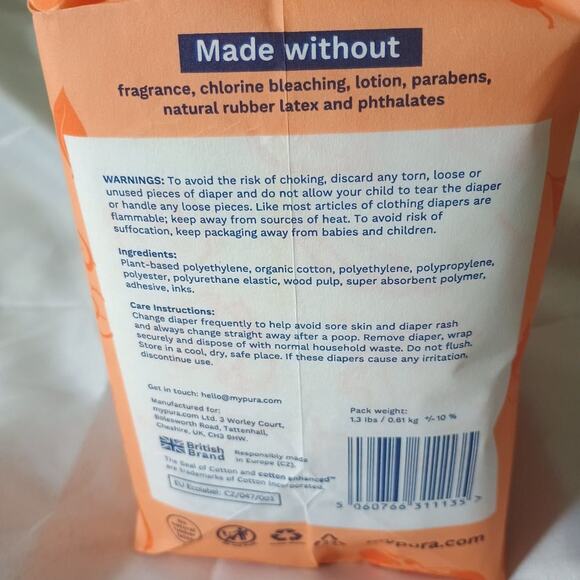 Made without
fragrance, chlorine bleaching, lotion, parabens,
natural rubber latex and phthalates
WARNINGS: To avoid the risk of choking, discard any torn, loose or
unused pieces of diaper and do not allow your child to tear the diaper
or handle any loose pieces. Like most articles of clothing diapers are
flammable; keep away from sources of heat. To avoid risk of
suffocation, keep packaging away from babies and children.
Ingredients:
Plant-based polyethylene, organic cotton, polyethylene, polypropylene,
polyester, polyurethane elastic, wood pulp, super absorbent polymer,
adhesive, inks.
Care Instructions:
Change diaper frequently to help avoid sore skin and diaper rash
and always change straight away after a poop. Remove diaper, wrap
securely and dispose of with normal household waste. Do not flush.
Store in a cool, dry, safe place. If these diapers cause any irritation,
discontinue use.
Get in touch: hello@mypura.com
Manufactured for:
mypura.com Ltd. 3 Worley Court,
Bolesworth Road, Tattenhall,
Cheshire, UK, CH3 9HW.
Pack weight:
1.3 lbs / 0.61 kg +/- 10 %
British
Brand
Responsibly made
in Europe (CZ).
The Seal of Cotton and cotton enhanced™
are trademarks of Cotton Incorporated.
EU Ecolabel: CZ/047/002
5 060766 311135 >
No
natural
rubber
latex
mypura.com